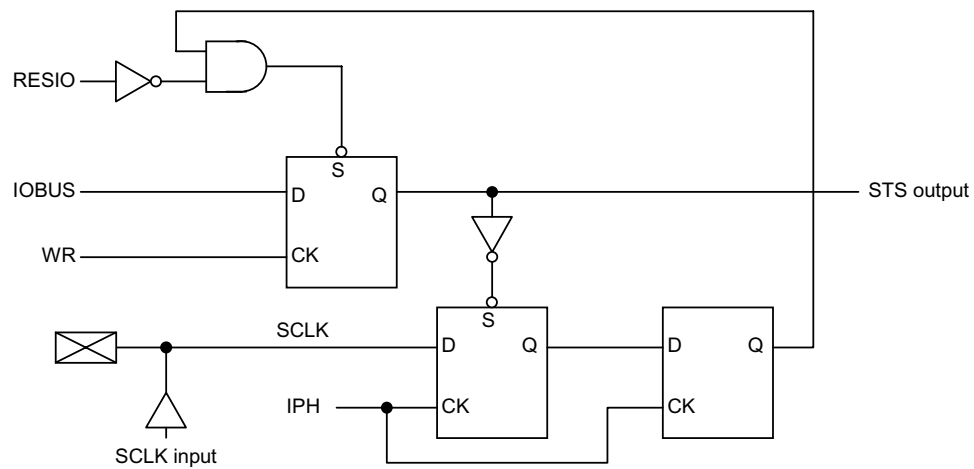 RESIO
S
IOBUS
D
Q
STS output
WR
CK
S
SCLK
D
Q
D
Q
IPH
CK
CK
SCLK input